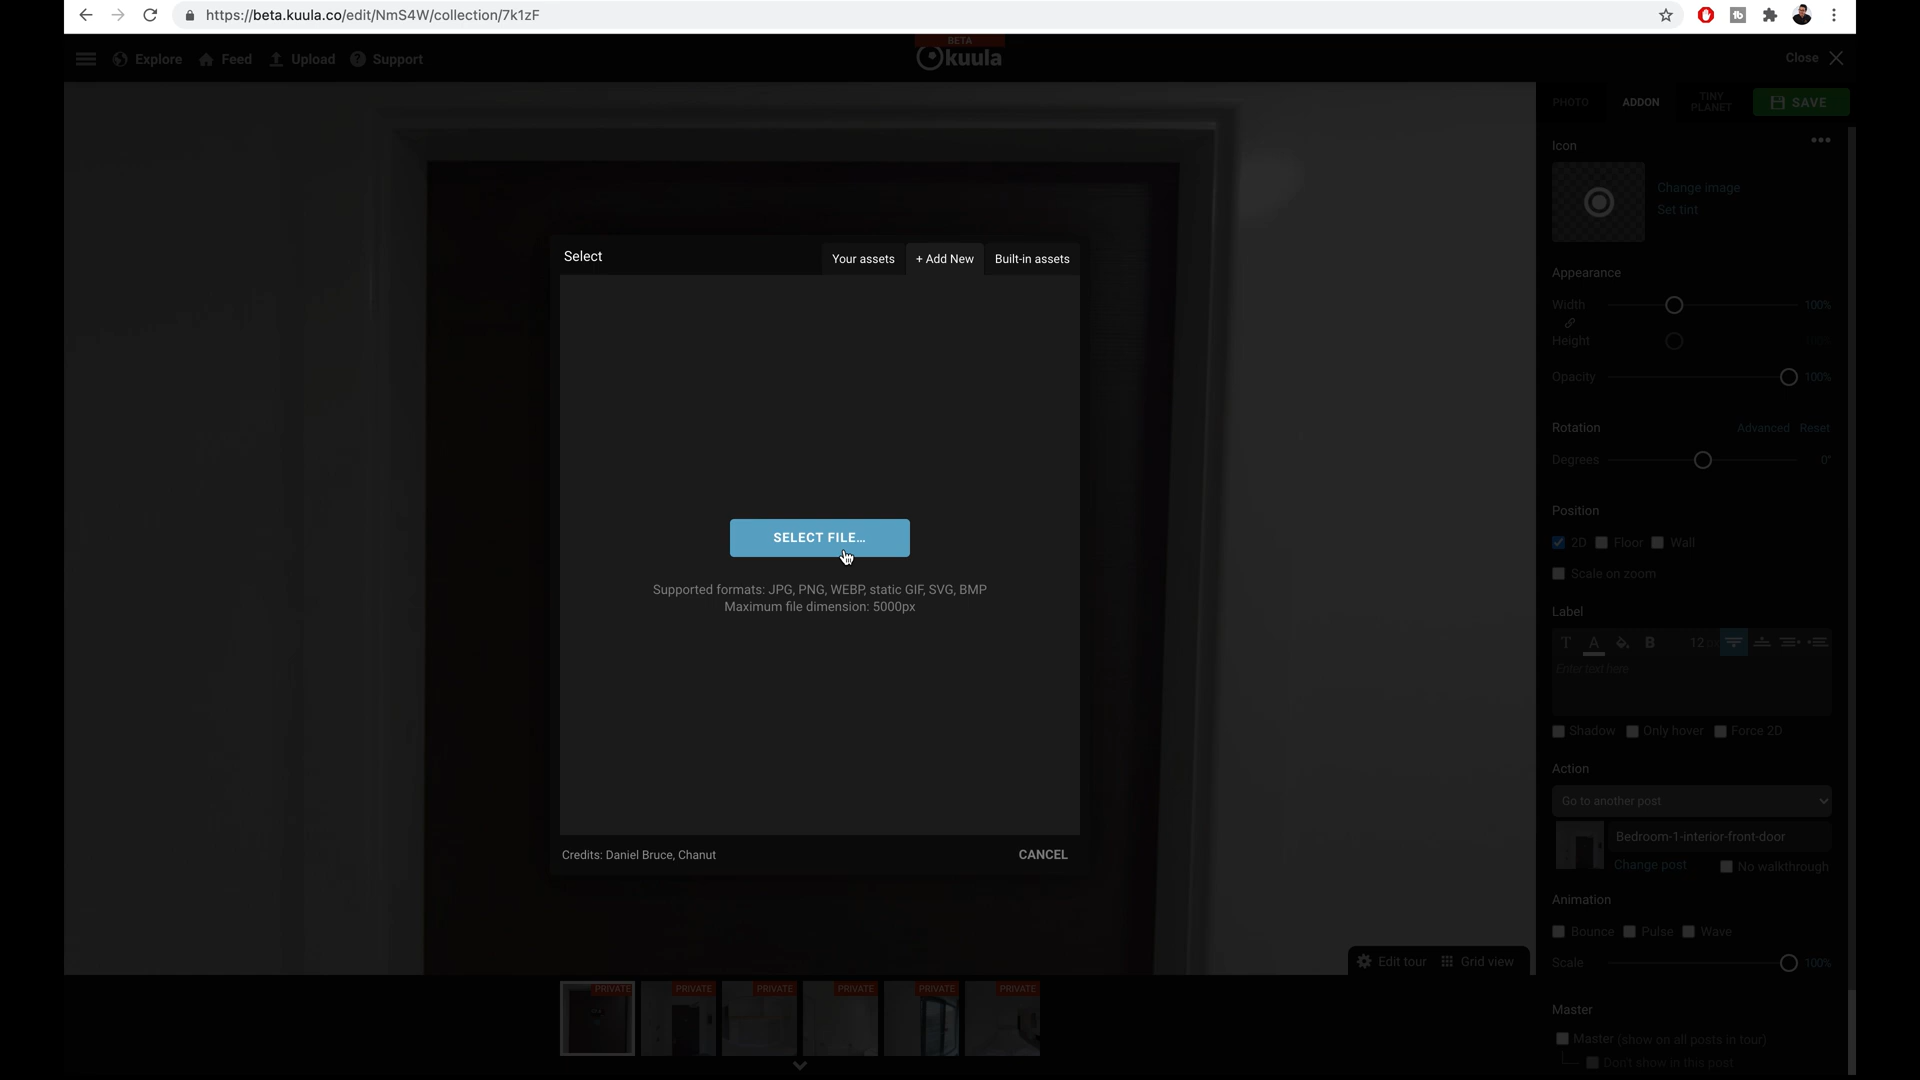 https://beta.kuula.co/edit/NmS4W/collection/7k1zF
Explore Feed Upload Support
BETA
kuula
Close
PHOTO ADDON TINY PLANET SAVE
Icon
Change image
Set tint
Appearance
Width 100%
Height 100%
Opacity 100%
Rotation Advanced Reset
Degrees 0°
Position
2D Floor Wall
Scale on zoom
Label
T A B 12 px
Enter text here
Shadow Only hover Force 2D
Action
Go to another post
Bedroom-1-interior-front-door
Change post No walkthrough
Animation
Bounce Pulse Wave
Scale 100%
Master
Master (show on all posts in tour)
Don't show in this post
Select Your assets + Add New Built-in assets
SELECT FILE...
Supported formats: JPG, PNG, WEBP, static GIF, SVG, BMP
Maximum file dimension: 5000px
Credits: Daniel Bruce, Chanut CANCEL
Edit tour Grid view
PRIVATE PRIVATE PRIVATE PRIVATE PRIVATE PRIVATE